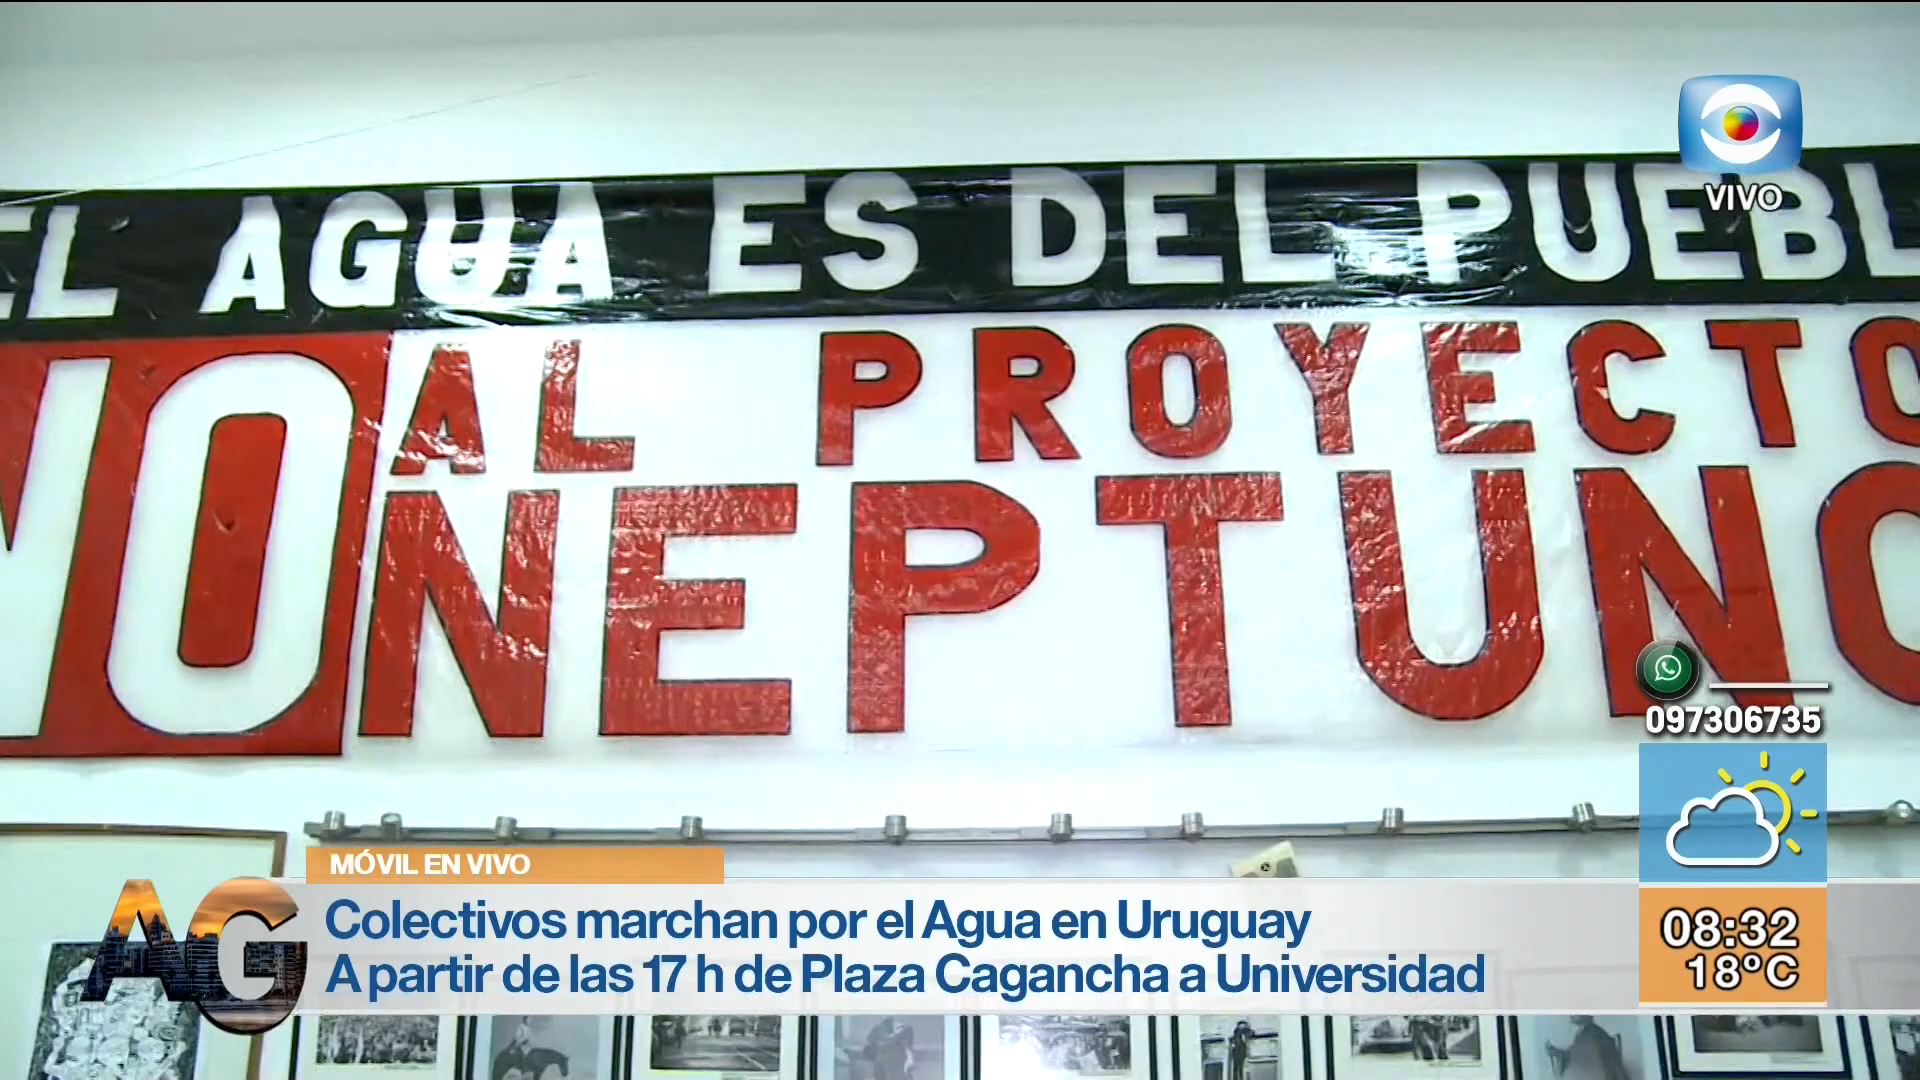 VIVO
EL AGUA ES DEL PUEBL
NO AL PROYECTO
NEPTUNO
097306735
MÓVIL EN VIVO
AG
Colectivos marchan por el Agua en Uruguay
A partir de las 17 h de Plaza Cagancha a Universidad
08:32
18°C